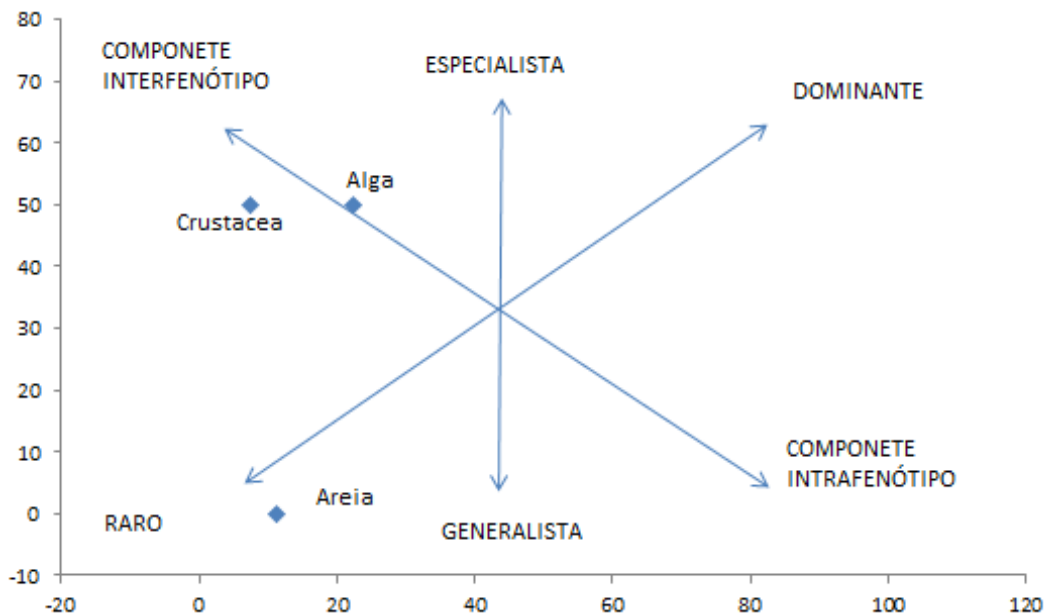 80
70
60
50
40
30
20
10
0
-10
COMPONETE
INTERFENÓTIPO
ESPECIALISTA
DOMINANTE
Alga
Crustacea
COMPONETE
INTRAFENÓTIPO
Areia
RARO
GENERALISTA
-20 0 20 40 60 80 100 120